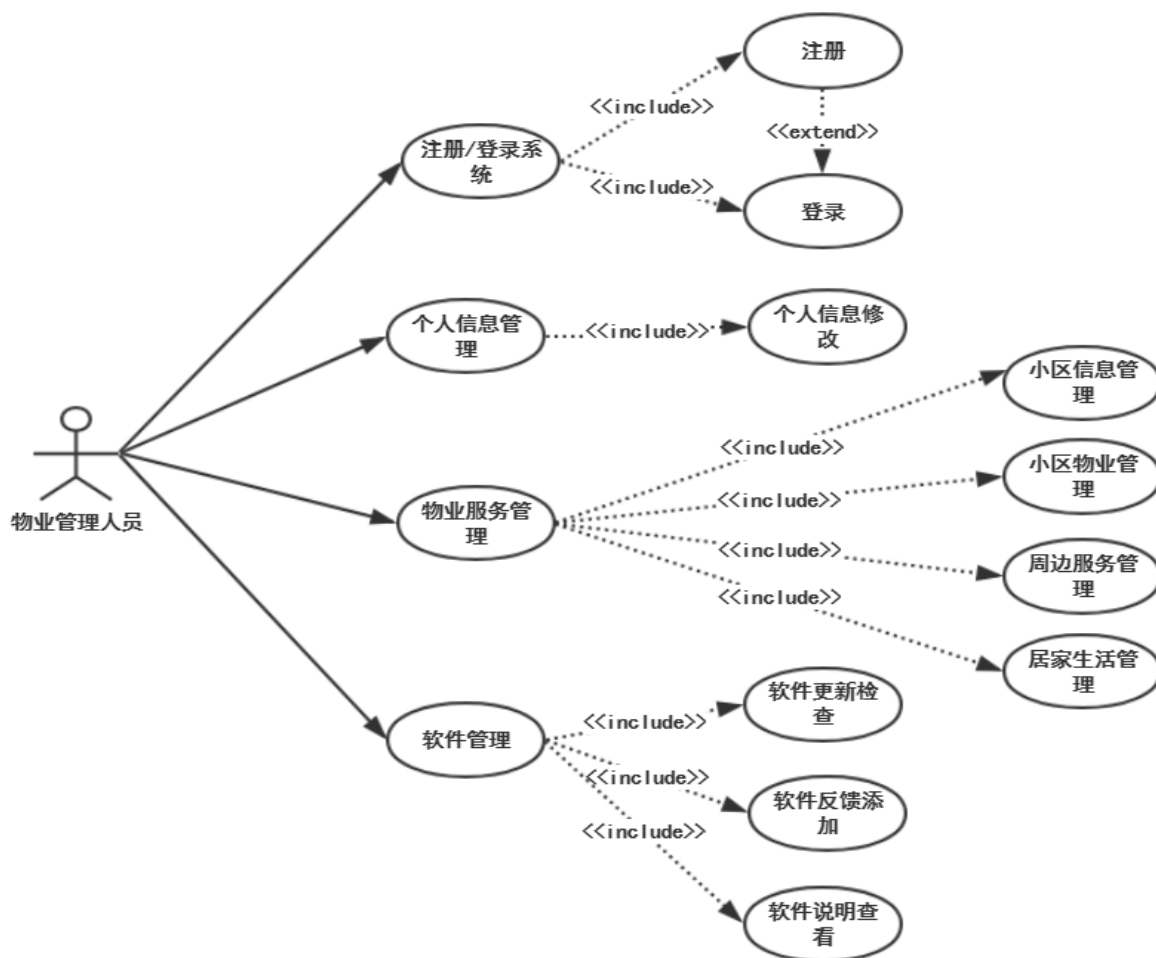 注册
<<include>>
<<extend>>
注册/登录系
统
<<include>>
登录
个人信息管
理
<<include>>
个人信息修
改
小区信息管
理
<<include>>
小区物业管
理
<<include>>
物业管理人员
物业服务管
理
<<include>>
周边服务管
理
<<include>>
居家生活管
理
软件更新检
查
<<include>>
软件管理
<<include>>
软件反馈添
加
<<include>>
软件说明查
看